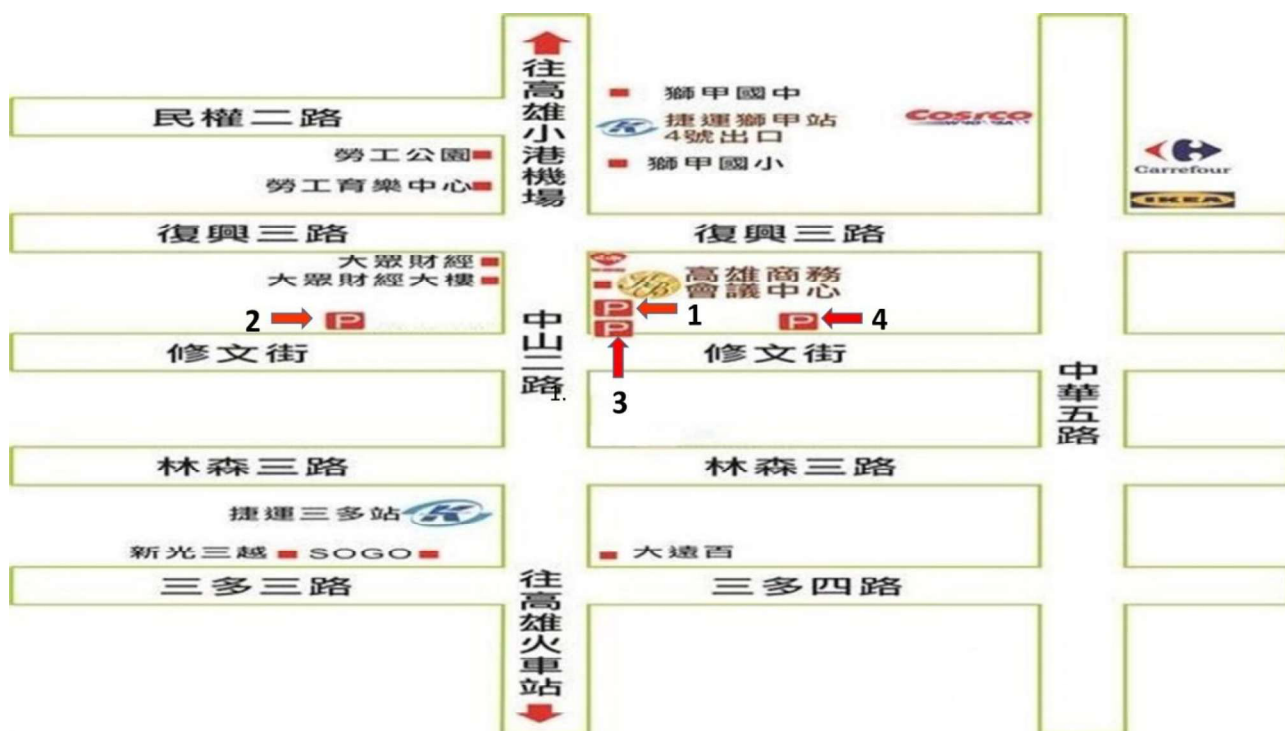 往高雄小港機場
獅甲國中
民權二路
捷運獅甲站
4號出口
COSTCO
勞工公園
獅甲國小
Carrefour
勞工育樂中心
IKEA
復興三路
復興三路
大眾財經
大眾財經大樓
高雄商務
會議中心
1
2
P
P
P
P
4
中山二路
修文街
修文街
1.
3
中華五路
林森三路
林森三路
捷運三多站
新光三越
SOGO
大遠百
三多三路
三多四路
往高雄火車站